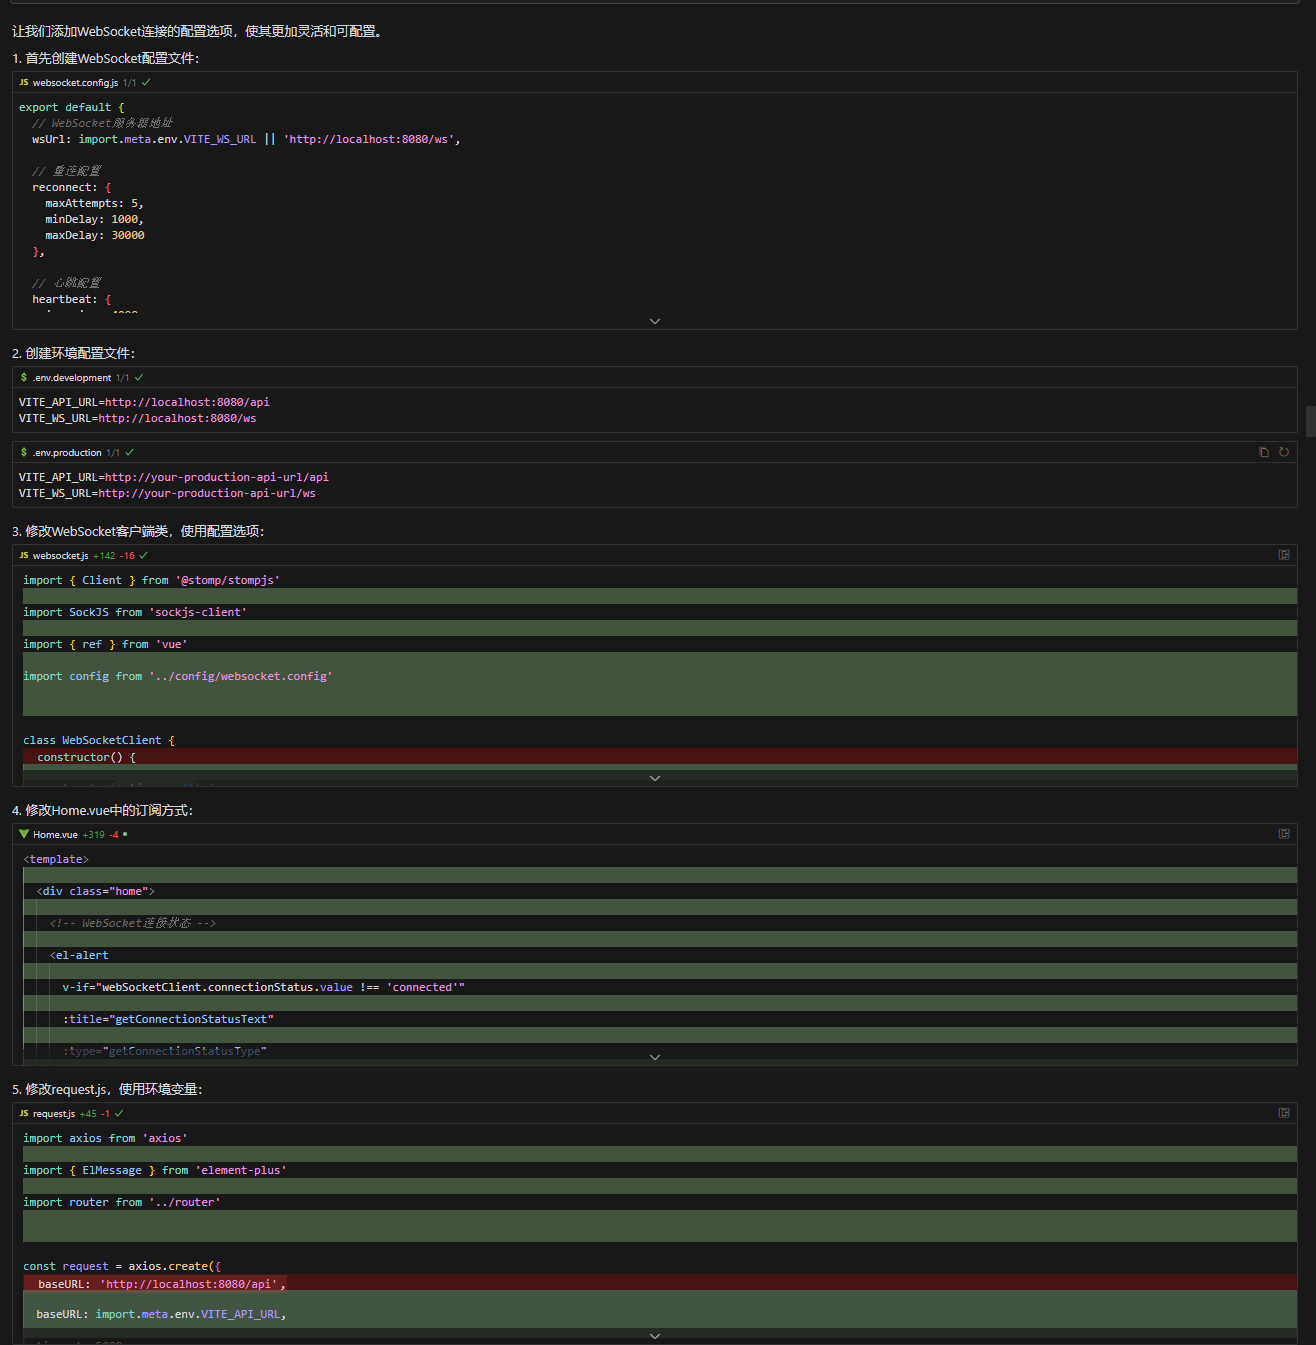 让我们添加WebSocket连接的配置选项，使其更加灵活和可配置。
1. 首先创建WebSocket配置文件：
JS websocket.config.js 1/1
export default {
// WebSocket服务器地址
wsUrl: import.meta.env.VITE_WS_URL || 'http://localhost:8080/ws',
// 重连配置
reconnect: {
maxAttempts: 5,
minDelay: 1000,
maxDelay: 30000
},
// 心跳配置
heartbeat: {
2. 创建环境配置文件：
$ .env.development 1/1
VITE_API_URL=http://localhost:8080/api
VITE_WS_URL=http://localhost:8080/ws
$ .env.production 1/1
VITE_API_URL=http://your-production-api-url/api
VITE_WS_URL=http://your-production-api-url/ws
3. 修改WebSocket客户端类，使用配置选项：
JS websocket.js +142 -16
import { Client } from '@stomp/stompjs'
import SockJS from 'sockjs-client'
import { ref } from 'vue'
import config from '../config/websocket.config'
class WebSocketClient {
constructor() {
4. 修改Home.vue中的订阅方式：
Home.vue +319 -4
<template>
<div class="home">
<!-- WebSocket连接状态 -->
<el-alert
v-if="webSocketClient.connectionStatus.value !== 'connected'"
:title="getConnectionStatusText"
:type="getConnectionStatusType"
5. 修改request.js，使用环境变量：
JS request.js +45 -1
import axios from 'axios'
import { ElMessage } from 'element-plus'
import router from '../router'
const request = axios.create({
baseURL: 'http://localhost:8080/api',
baseURL: import.meta.env.VITE_API_URL,